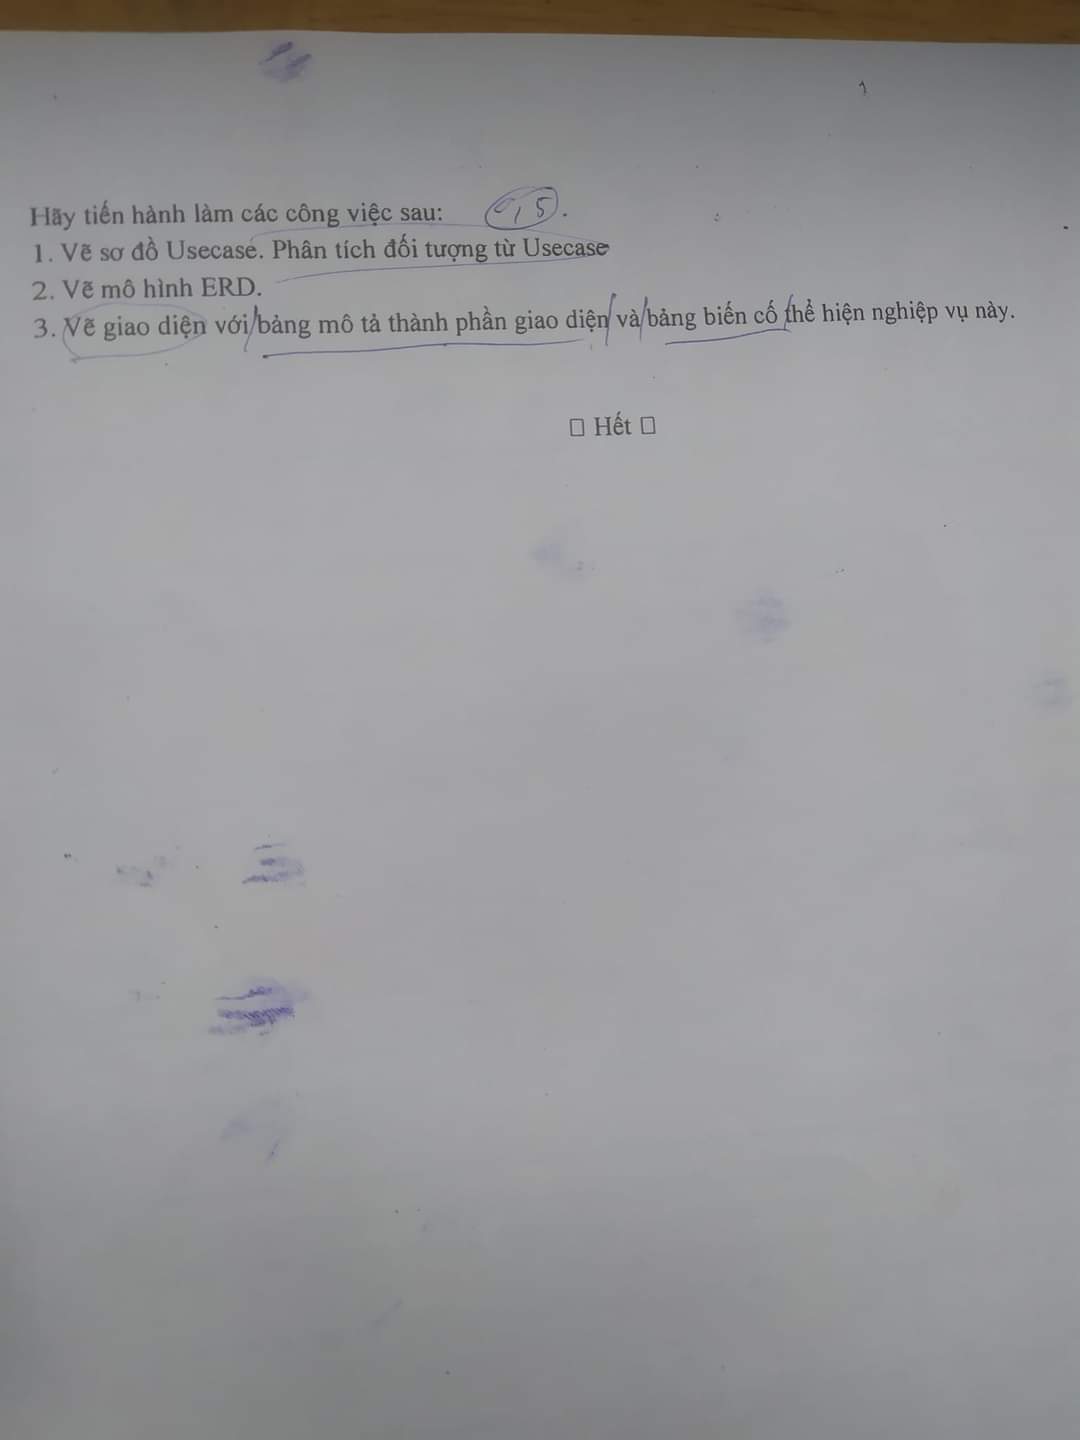 Hãy tiến hành làm các công việc sau: 0,5.
1. Vẽ sơ đồ Usecase. Phân tích đối tượng từ Usecase
2. Vẽ mô hình ERD.
3. Vẽ giao diện với bảng mô tả thành phần giao diện và bảng biến cố thể hiện nghiệp vụ này.
□ Hết □